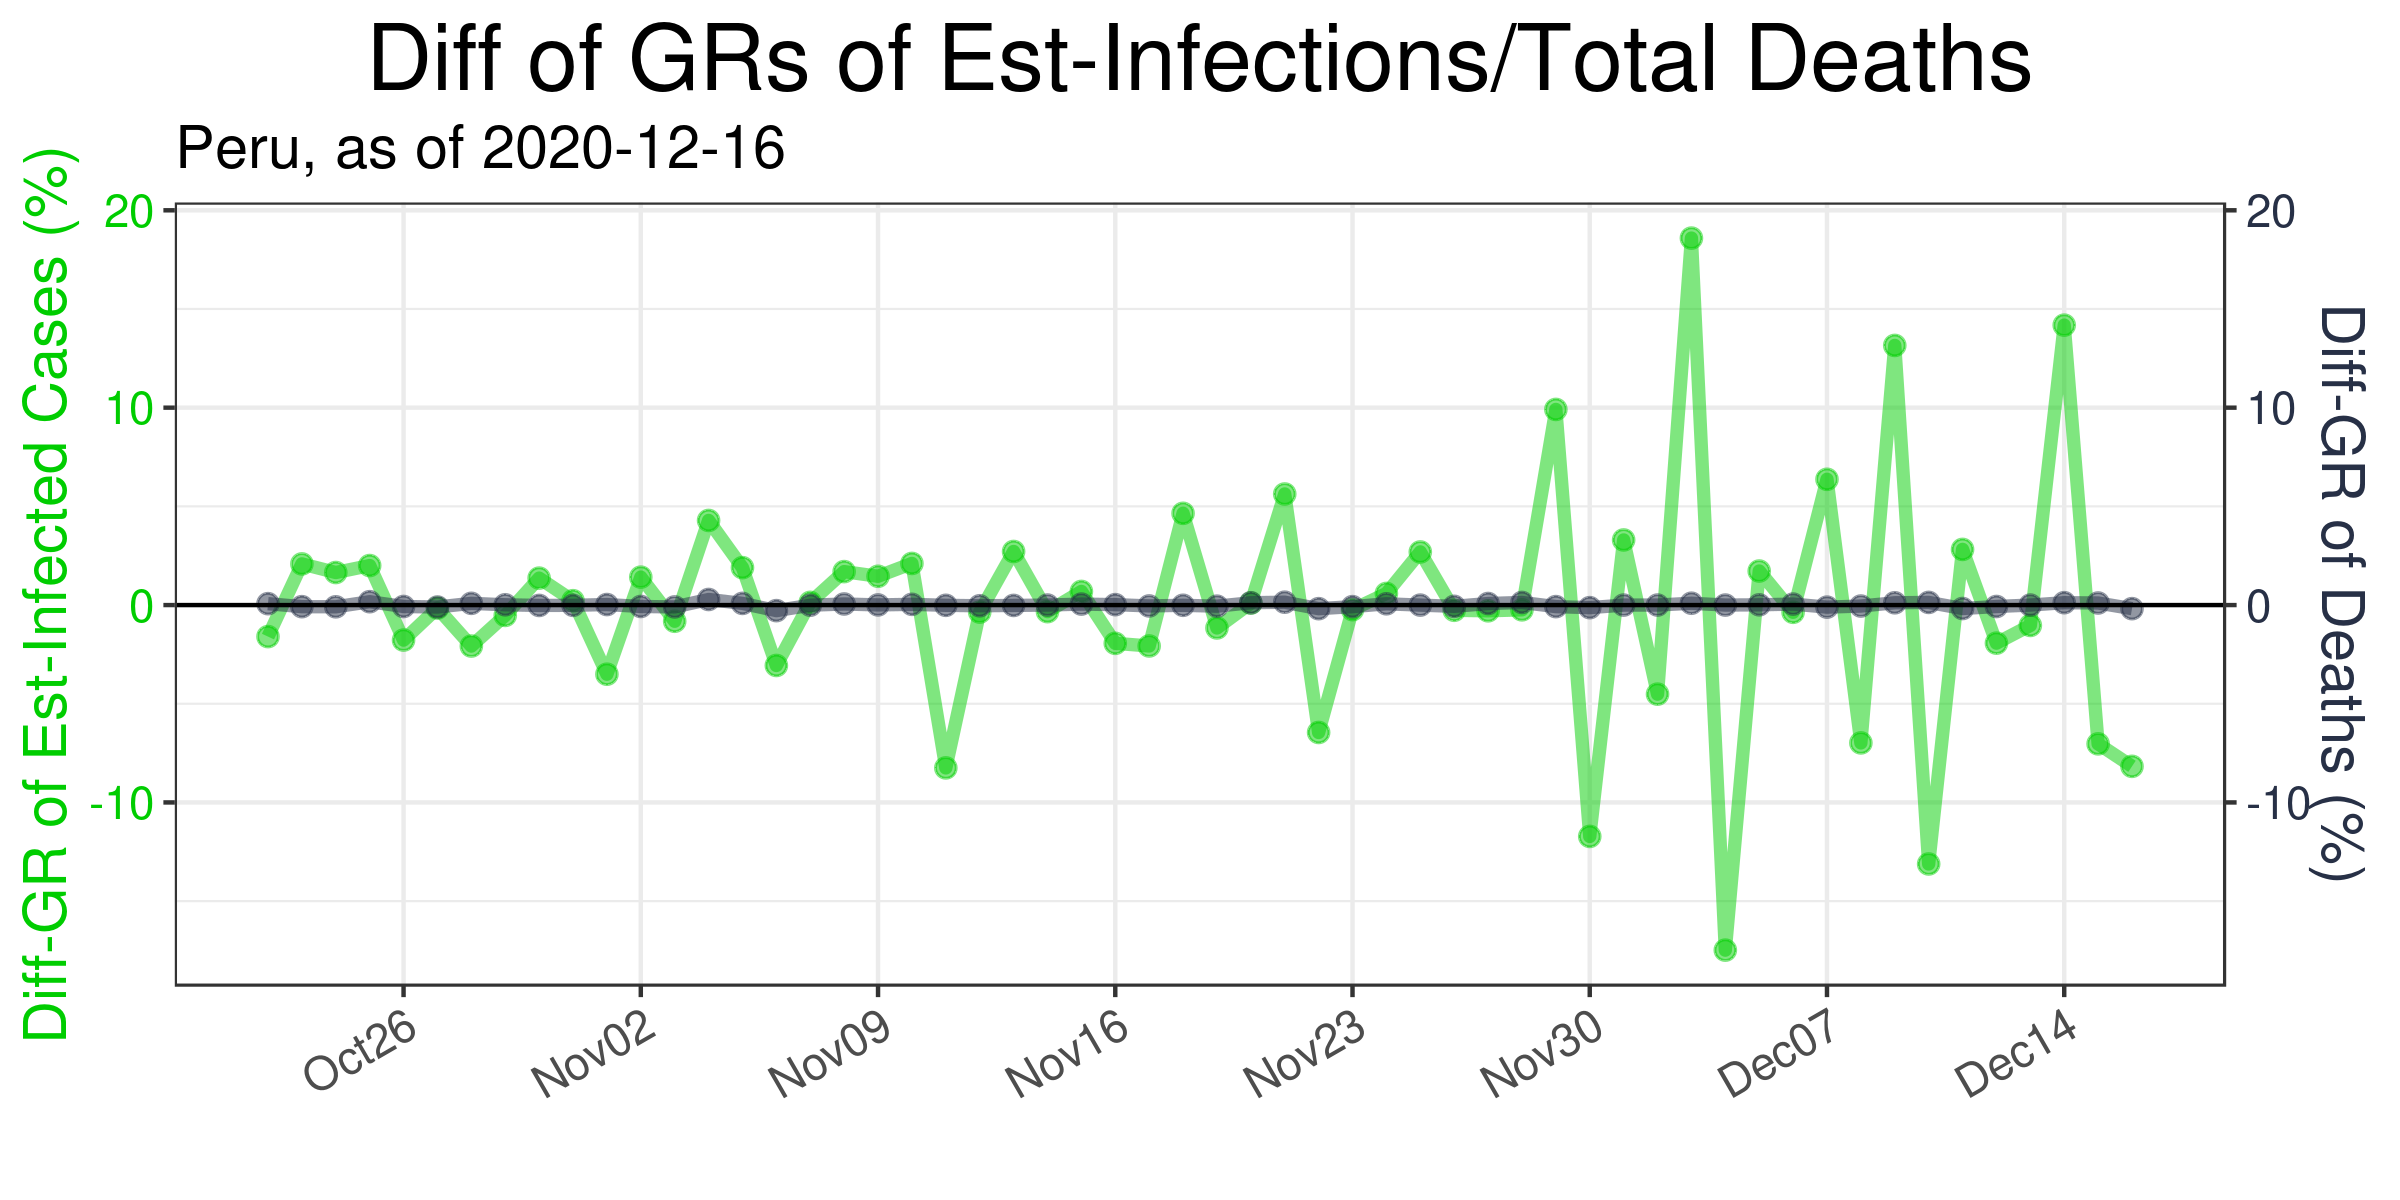 Diff of GRs of Est-Infections/Total Deaths
Peru, as of 2020-12-16
Diff-GR of Est-Infected Cases (%)
20
10
0
-10
20
10
0
-10
Diff-GR of Deaths (%)
Oct26
Nov02
Nov09
Nov16
Nov23
Nov30
Dec07
Dec14